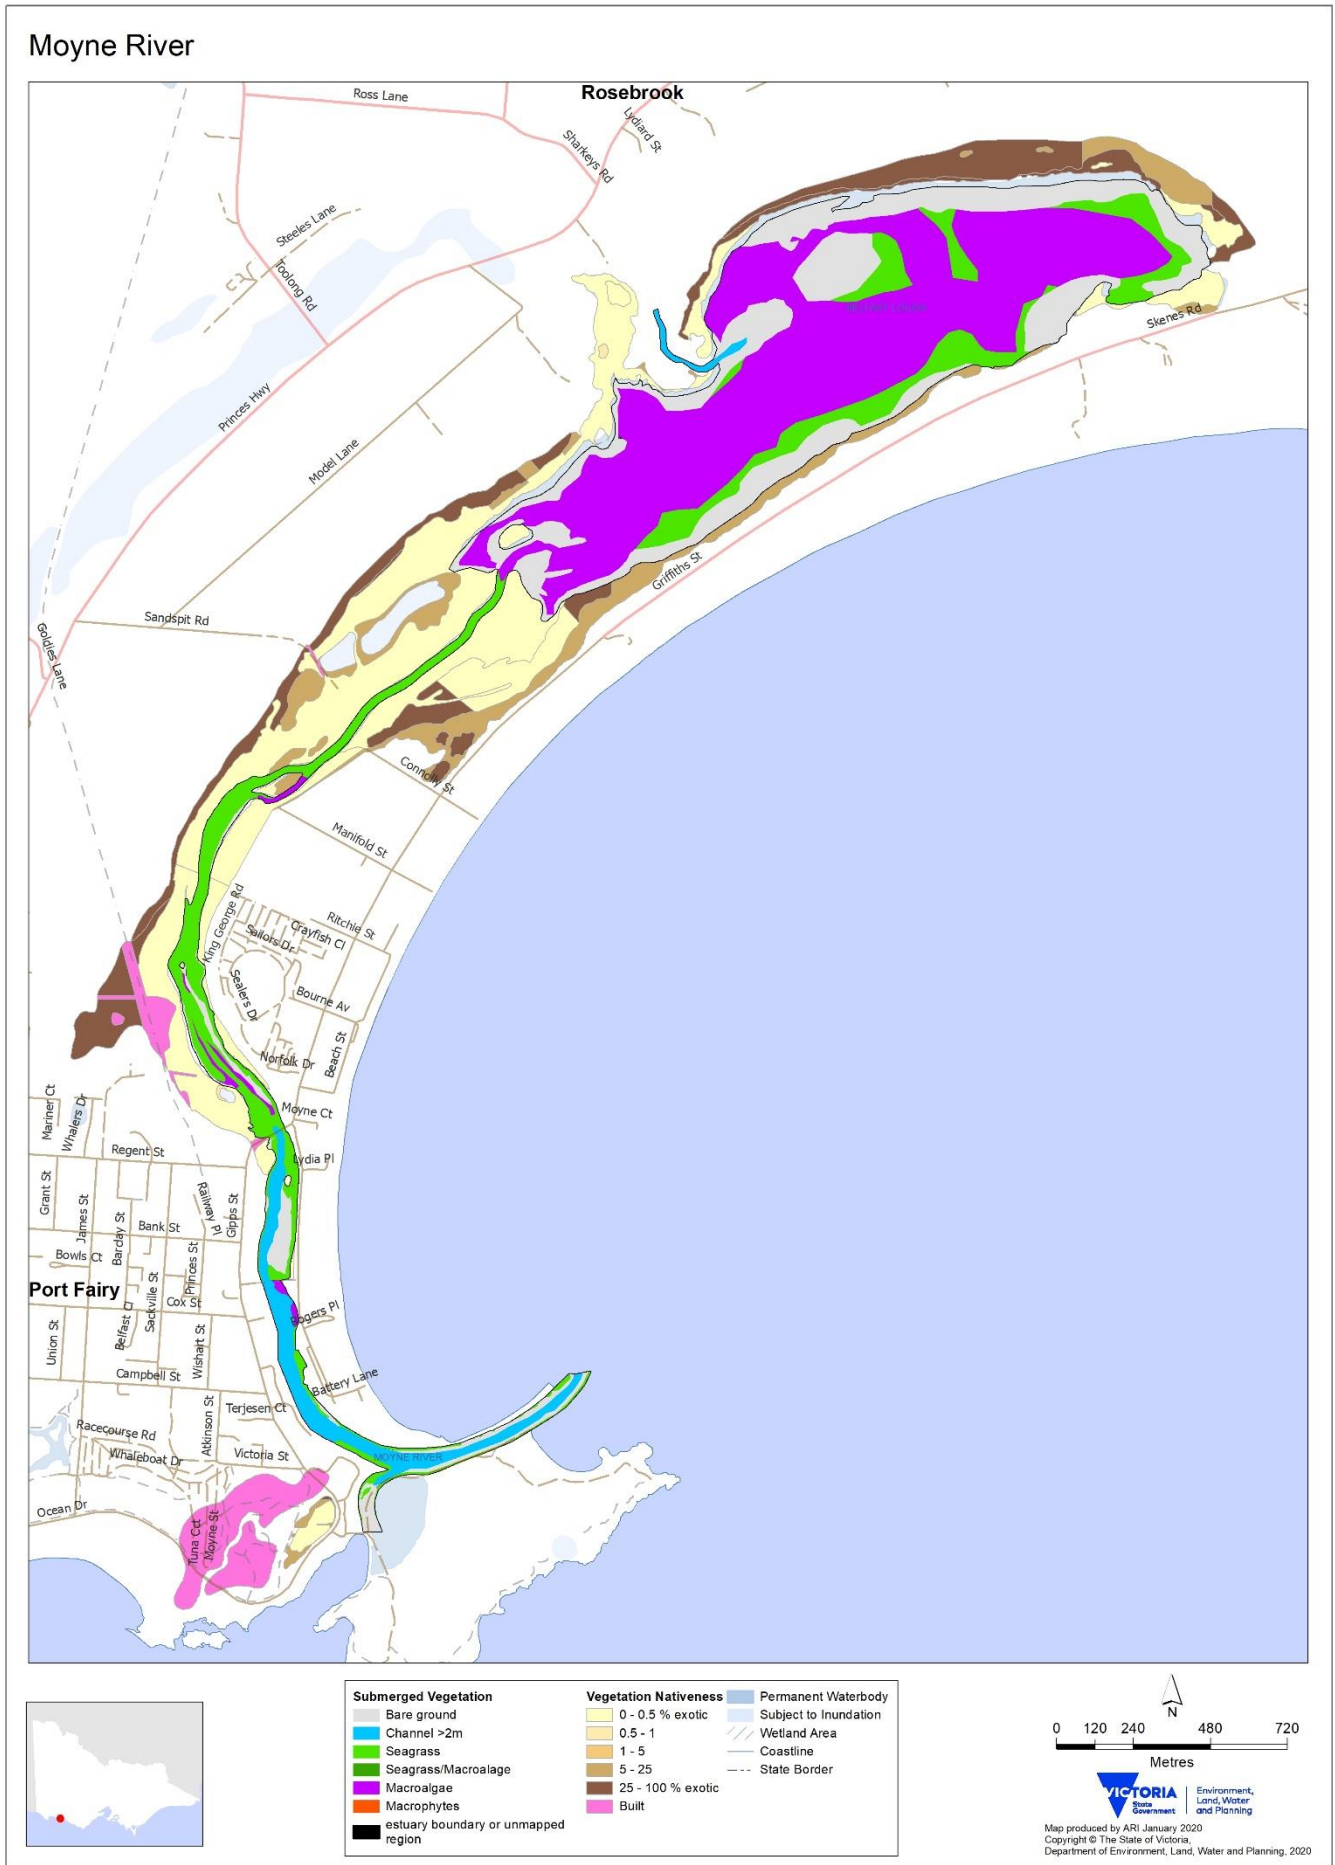 Moyne River
Rosebrook
Ross Lane
Lydiard St
Sharkeys Rd
Steeles Lane
Toolong Rd
Skenes Rd
Princes Hwy
Model Lane
Griffiths St
Sandspit Rd
Goldies Lane
Connolly St
Manifold St
King George Rd
Ritchie St
Crayfish Cl
Sailors Dr
Sealers Dr
Bourne Av
Beach St
Norfolk Dr
Moyne Ct
Mariner Ct
Whalers Dr
Regent St
Lydia Pl
Grant St
James St
Barclay St
Railway Pl
Gipps St
Bank St
Bowls Ct
Princes St
Port Fairy
Cox St
Rogers Pl
Union St
Belfast Cl
Sackville St
Wishart St
Campbell St
Battery Lane
Terjesen Ct
Atkinson St
Racecourse Rd
Whaleboat Dr
Victoria St
MOYNE RIVER
Ocean Dr
Tuna Cct
Moyne St
Submerged Vegetation
Bare ground
Channel >2m
Seagrass
Seagrass/Macroalage
Macroalgae
Macrophytes
estuary boundary or unmapped
region
Vegetation Nativeness
0 - 0.5 % exotic
0.5 - 1
1 - 5
5 - 25
25 - 100 % exotic
Built
Permanent Waterbody
Subject to Inundation
Wetland Area
Coastline
State Border
N
0 120 240 480 720
Metres
VICTORIA
State
Government
Environment,
Land, Water
and Planning
Map produced by ARI January 2020
Copyright © The State of Victoria,
Department of Environment, Land, Water and Planning, 2020